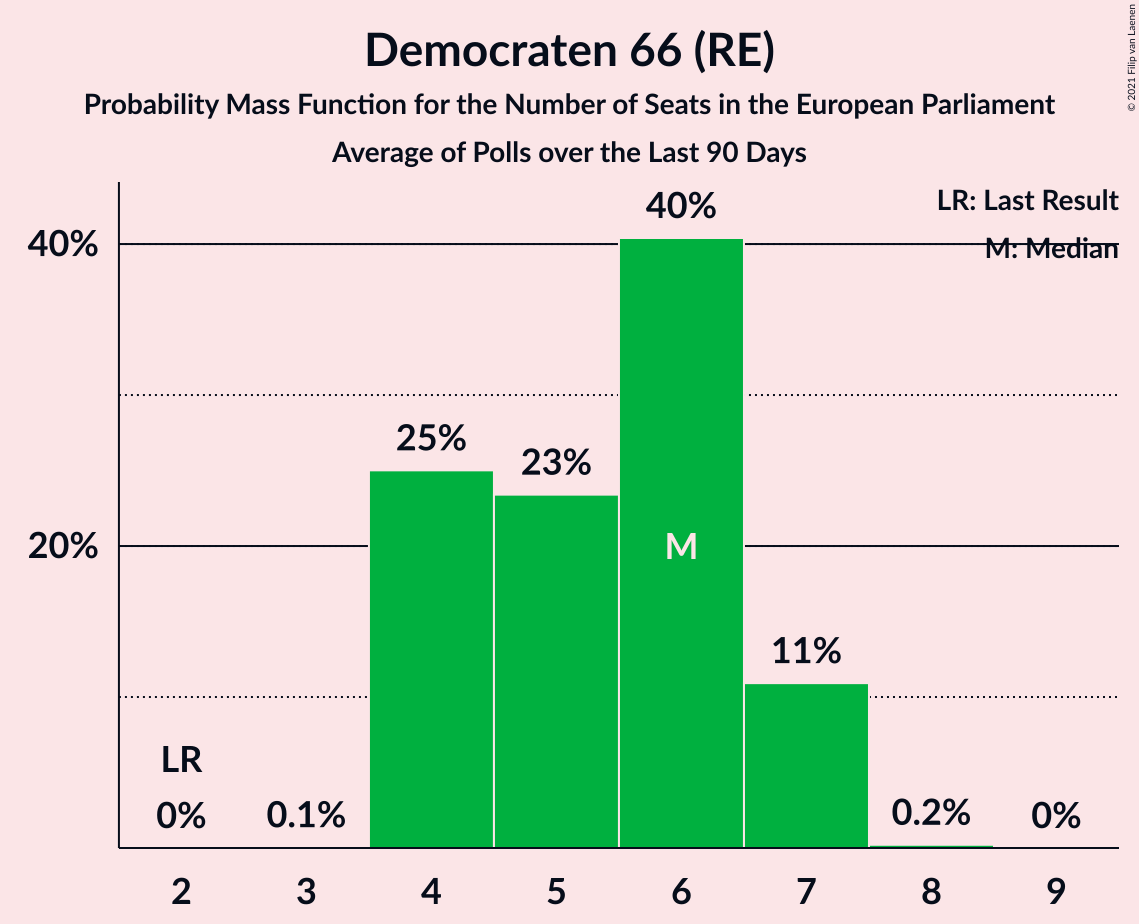 Democraten 66 (RE)
Probability Mass Function for the Number of Seats in the European Parliament
Average of Polls over the Last 90 Days
© 2021 Filip van Laenen
LR: Last Result
M: Median
40%
20%
40%
25%
23%
M
11%
LR
0%
0.1%
0.2%
0%
2 3 4 5 6 7 8 9